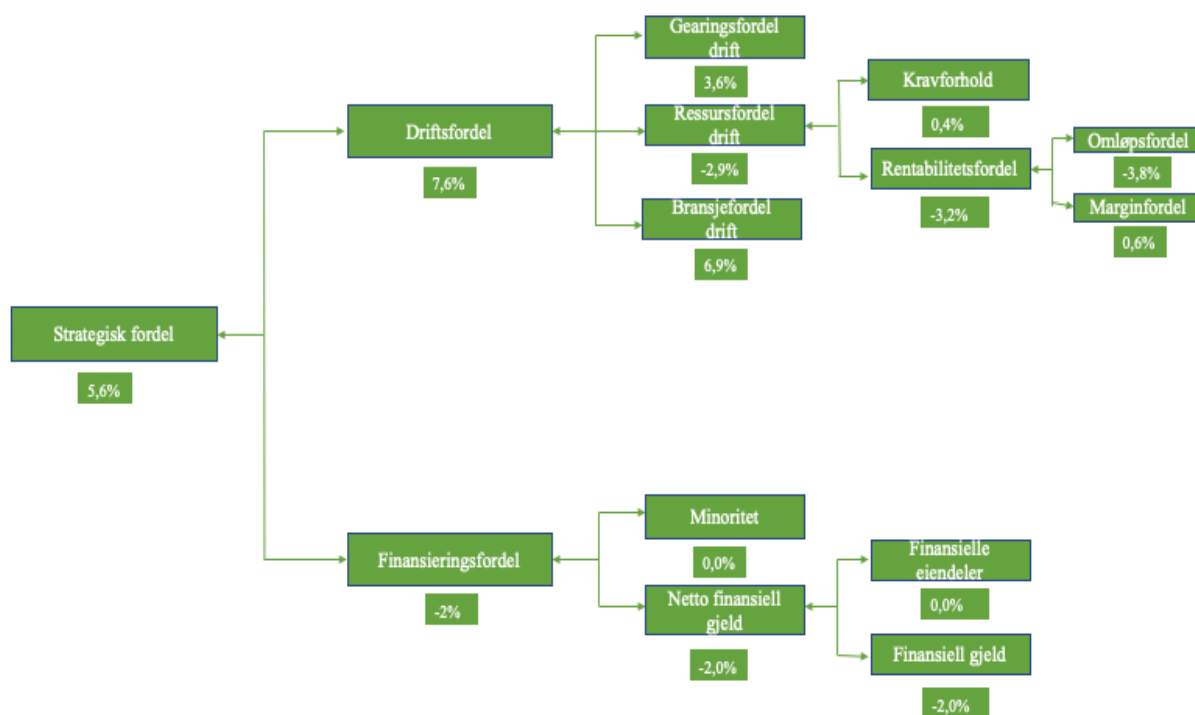 Gearingsfordel
drift
3,6%
Kravforhold
0,4%
Driftsfordel
7,6%
Ressursfordel
drift
-2,9%
Omløpsfordel
-3,8%
Rentabilitetsfordel
-3,2%
Marginfordel
0,6%
Bransjefordel
drift
6,9%
Strategisk fordel
5,6%
Minoritet
0,0%
Finansieringsfordel
-2%
Finansielle
eiendeler
0,0%
Netto finansiell
gjeld
-2,0%
Finansiell gjeld
-2,0%